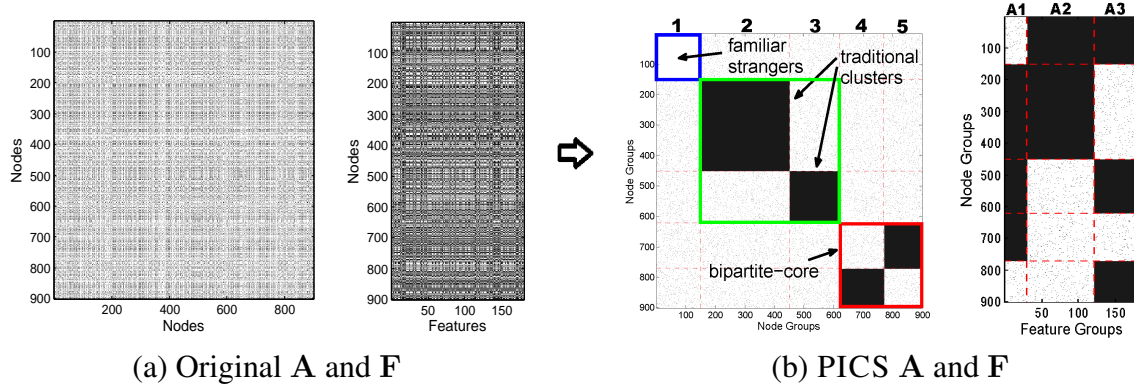 100
200
300
400
500
600
700
800
900
Nodes
200 400 600 800
Nodes
100
200
300
400
500
600
700
800
900
Nodes
50 100 150
Features
(a) Original A and F
1 2 3 4 5
familiar
strangers
traditional
clusters
bipartite−core
100
200
300
400
500
600
700
800
900
Node Groups
100 200 300 400 500 600 700 800 900
Node Groups
A1 A2 A3
100
200
300
400
500
600
700
800
900
Node Groups
50 100 150
Feature Groups
(b) PICS A and F